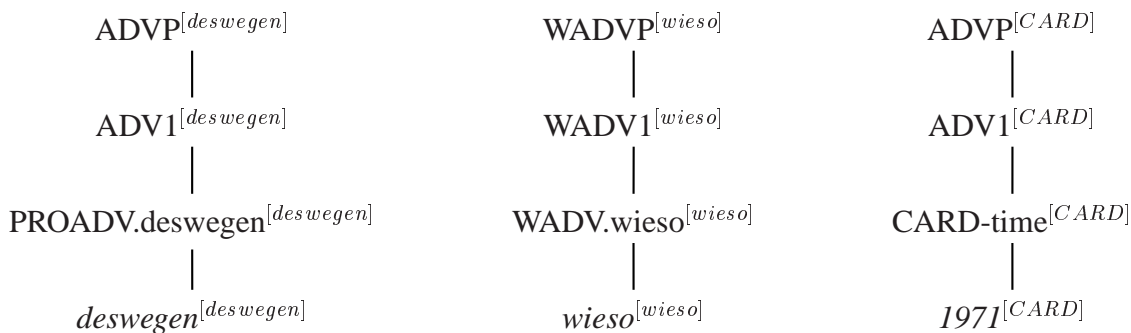 ADVP[deswegen] WADVP[wieso] ADVP[CARD]
ADV1[deswegen] WADV1[wieso] ADV1[CARD]
PROADV.deswegen[deswegen] WADV.wieso[wieso] CARD-time[CARD]
deswegen[deswegen] wieso[wieso] 1971[CARD]